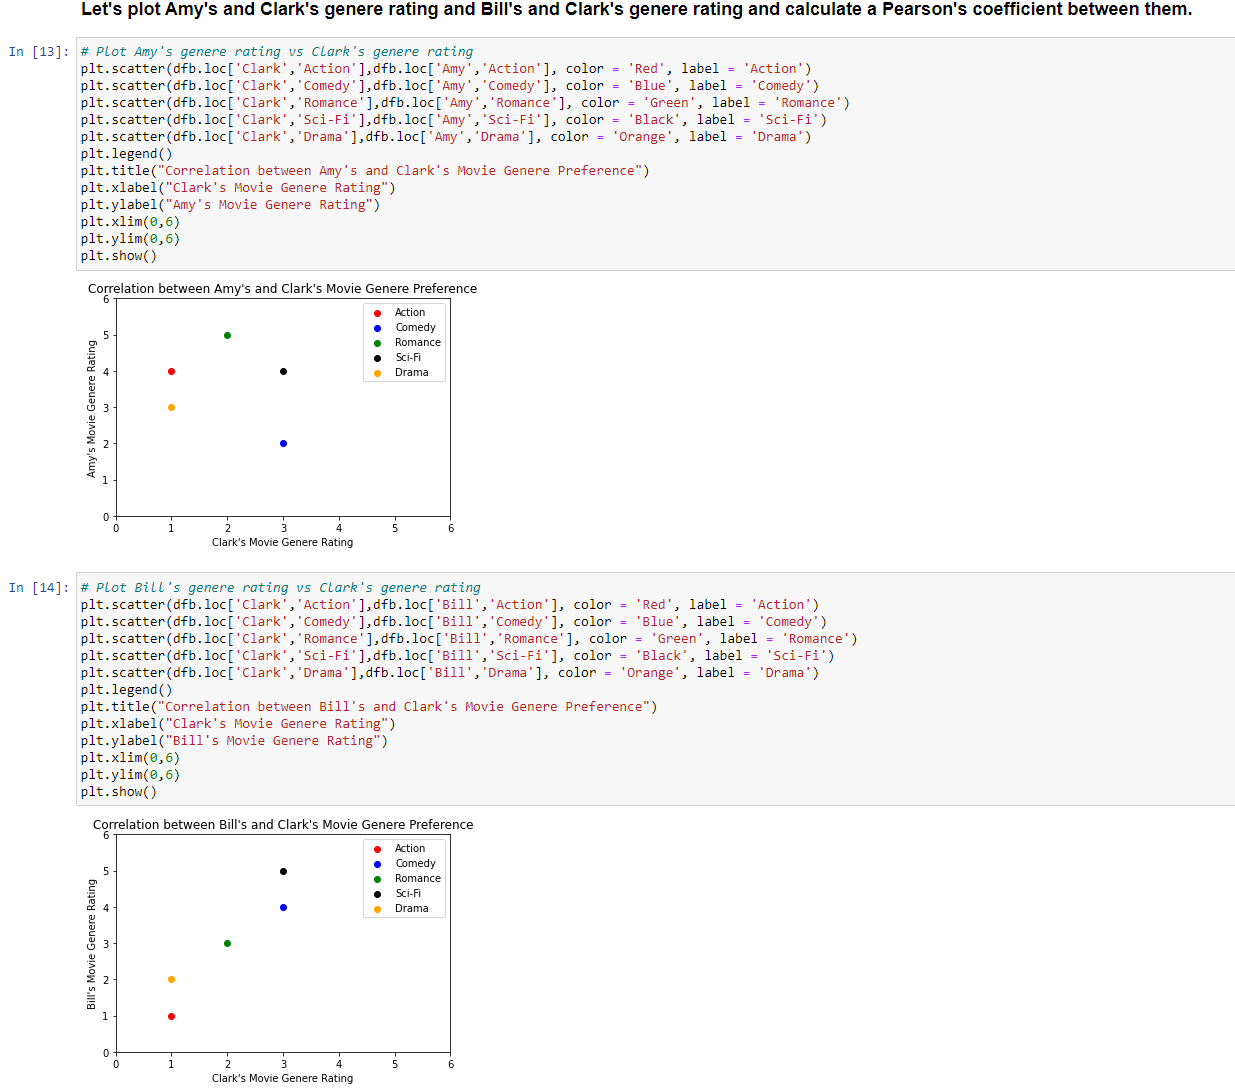 Let's plot Amy's and Clark's genere rating and Bill's and Clark's genere rating and calculate a Pearson's coefficient between them.
In [13]:
# Plot Amy's genere rating vs Clark's genere rating
plt.scatter(dfb.loc['Clark','Action'],dfb.loc['Amy','Action'], color = 'Red', label = 'Action')
plt.scatter(dfb.loc['Clark','Comedy'],dfb.loc['Amy','Comedy'], color = 'Blue', label = 'Comedy')
plt.scatter(dfb.loc['Clark','Romance'],dfb.loc['Amy','Romance'], color = 'Green', label = 'Romance')
plt.scatter(dfb.loc['Clark','Sci-Fi'],dfb.loc['Amy','Sci-Fi'], color = 'Black', label = 'Sci-Fi')
plt.scatter(dfb.loc['Clark','Drama'],dfb.loc['Amy','Drama'], color = 'Orange', label = 'Drama')
plt.legend()
plt.title("Correlation between Amy's and Clark's Movie Genere Preference")
plt.xlabel("Clark's Movie Genere Rating")
plt.ylabel("Amy's Movie Genere Rating")
plt.xlim(0,6)
plt.ylim(0,6)
plt.show()
Correlation between Amy's and Clark's Movie Genere Preference
Amy's Movie Genere Rating
6
5
4
3
2
1
0
Action
Comedy
Romance
Sci-Fi
Drama
0 1 2 3 4 5 6
Clark's Movie Genere Rating
In [14]:
# Plot Bill's genere rating vs Clark's genere rating
plt.scatter(dfb.loc['Clark','Action'],dfb.loc['Bill','Action'], color = 'Red', label = 'Action')
plt.scatter(dfb.loc['Clark','Comedy'],dfb.loc['Bill','Comedy'], color = 'Blue', label = 'Comedy')
plt.scatter(dfb.loc['Clark','Romance'],dfb.loc['Bill','Romance'], color = 'Green', label = 'Romance')
plt.scatter(dfb.loc['Clark','Sci-Fi'],dfb.loc['Bill','Sci-Fi'], color = 'Black', label = 'Sci-Fi')
plt.scatter(dfb.loc['Clark','Drama'],dfb.loc['Bill','Drama'], color = 'Orange', label = 'Drama')
plt.legend()
plt.title("Correlation between Bill's and Clark's Movie Genere Preference")
plt.xlabel("Clark's Movie Genere Rating")
plt.ylabel("Bill's Movie Genere Rating")
plt.xlim(0,6)
plt.ylim(0,6)
plt.show()
Correlation between Bill's and Clark's Movie Genere Preference
Bill's Movie Genere Rating
6
5
4
3
2
1
0
Action
Comedy
Romance
Sci-Fi
Drama
0 1 2 3 4 5 6
Clark's Movie Genere Rating